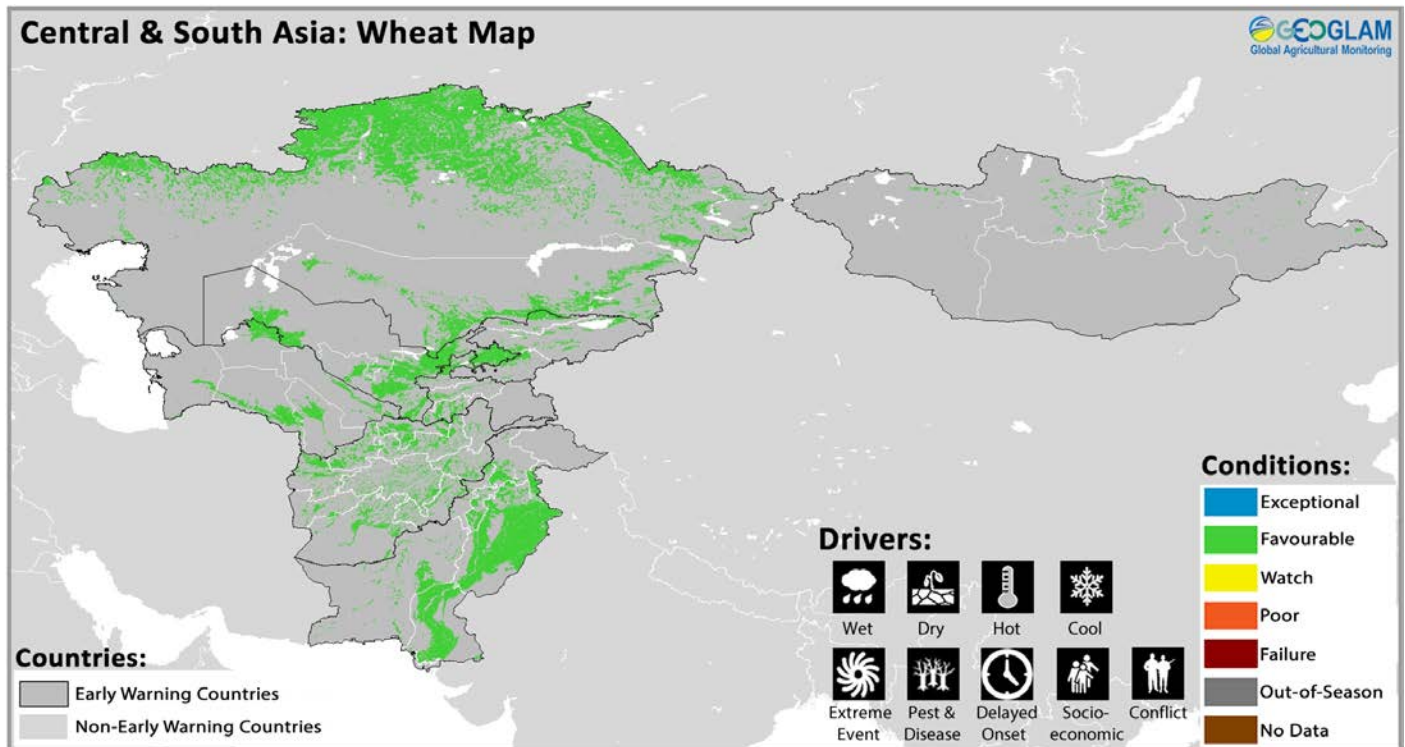 Central & South Asia: Wheat Map
GEOGLAM
Global Agricultural Monitoring
Conditions:
Exceptional
Favourable
Watch
Poor
Failure
Out-of-Season
No Data
Drivers:
Wet
Dry
Hot
Cool
Extreme
Event
Pest &
Disease
Delayed
Onset
Socio-
economic
Conflict
Countries:
Early Warning Countries
Non-Early Warning Countries